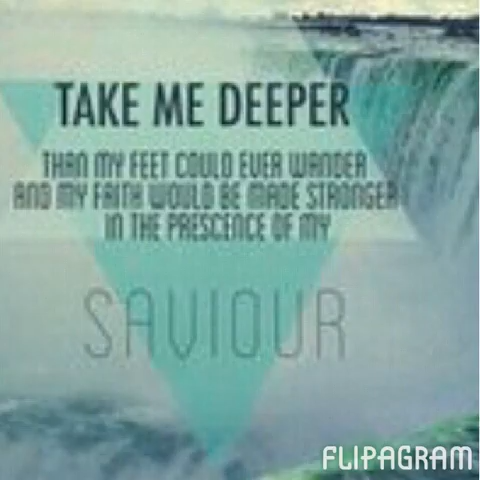 TAKE ME DEEPER
THAN MY FEET COULD EVER WANDER
AND MY FAITH WOULD BE MADE STRONGER
IN THE PRESCENCE OF MY
SAVIOUR
FLIPAGRAM